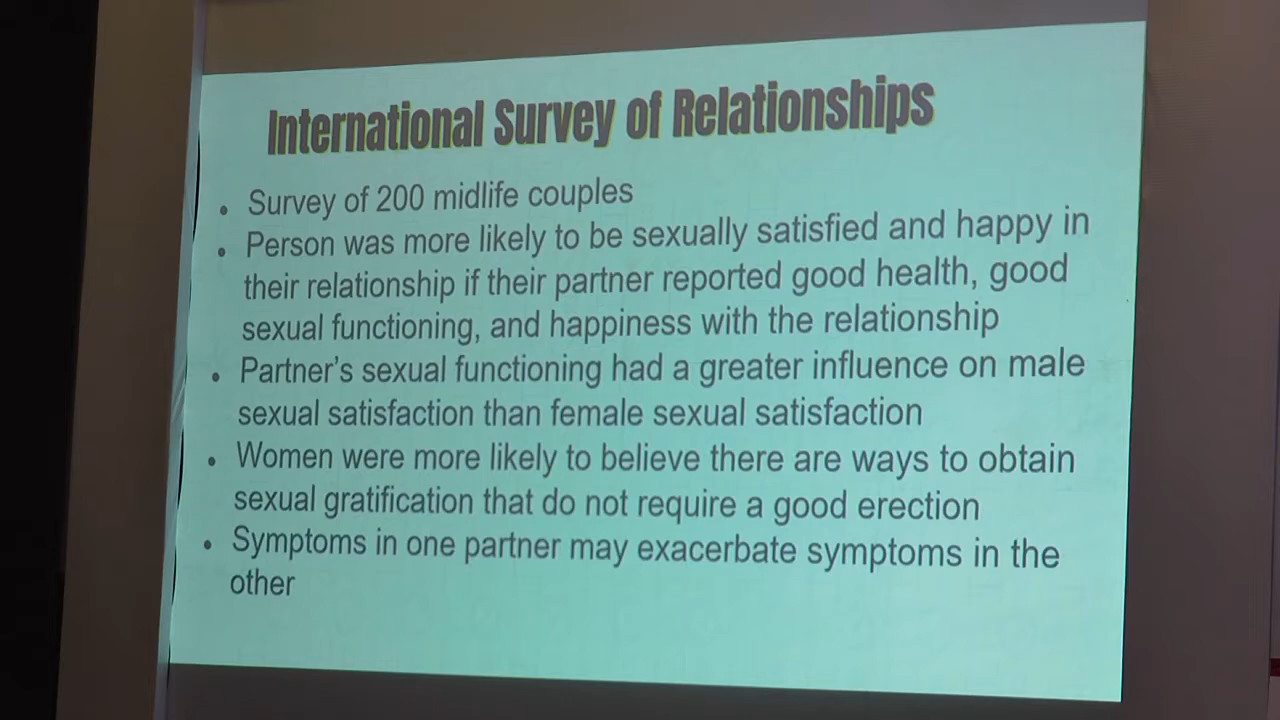 International Survey of Relationships
• Survey of 200 midlife couples
• Person was more likely to be sexually satisfied and happy in
their relationship if their partner reported good health, good
sexual functioning, and happiness with the relationship
• Partner’s sexual functioning had a greater influence on male
sexual satisfaction than female sexual satisfaction
• Women were more likely to believe there are ways to obtain
sexual gratification that do not require a good erection
• Symptoms in one partner may exacerbate symptoms in the
other